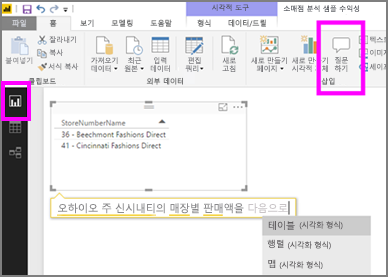 시각적 도구
소매점 분석 샘플 수익성
파일 홈 보기 모델링 도움말 형식 데이터/드릴
붙여넣기 잘라내기 복사 서식 복사
가져오기 데이터 최근 원본 입력 데이터 편집 쿼리 새로 고침 새로 만들기 페이지 새로 만들기 시각적 질문 하기 텍스트
클립보드 외부 데이터 삽입
StoreNumberName
36 - Beechmont Fashions Direct
41 - Cincinnati Fashions Direct
오하이오 주 신시내티의 매장별 판매액을 다음으로
테이블 (시각화 형식)
행렬 (시각화 형식)
맵 (시각화 형식)